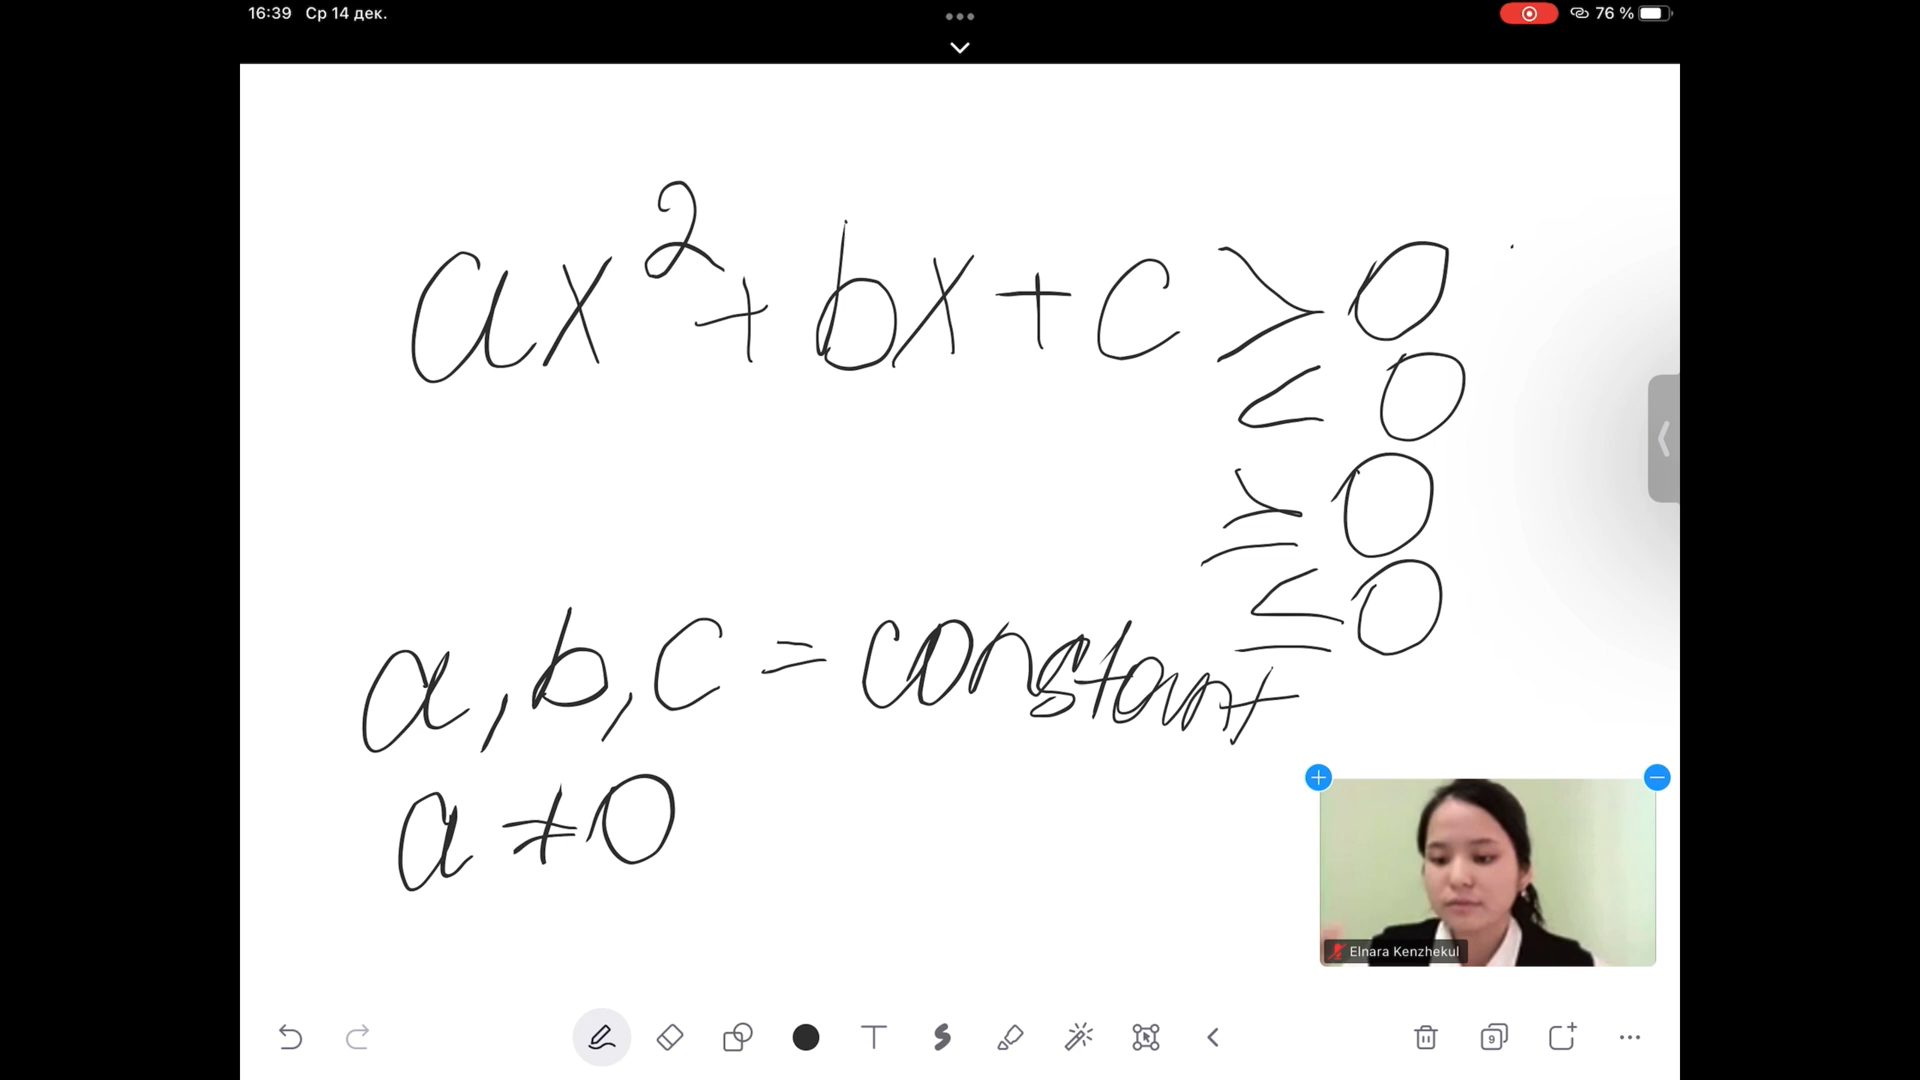 16:39 Ср 14 дек.
76 %
ax² + bx + c > 0
< 0
≥ 0
≤ 0
a, b, c = constant
a ≠ 0
Elnara Kenzhekul
T
9